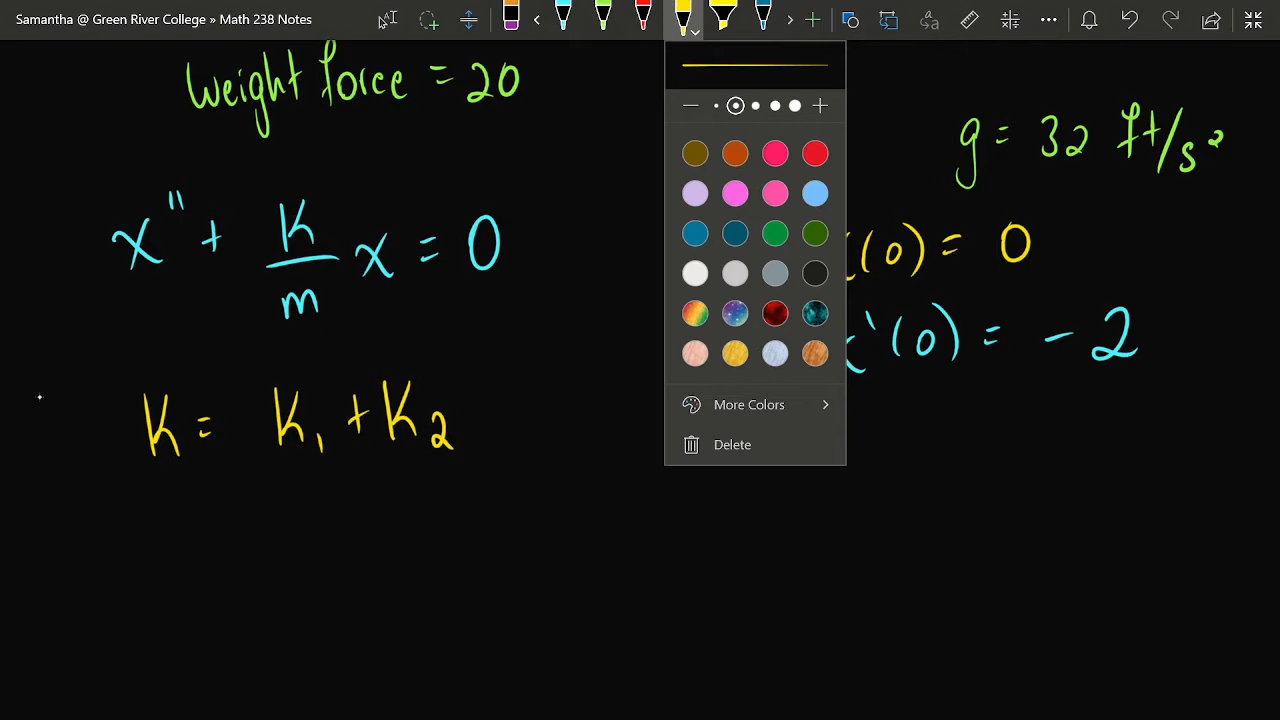 Samantha @ Green River College » Math 238 Notes
weight force = 20
g = 32 ft/s²
x'' + k/m x = 0
(0) = 0
x'(0) = -2
k = k₁ + k₂
More Colors
Delete